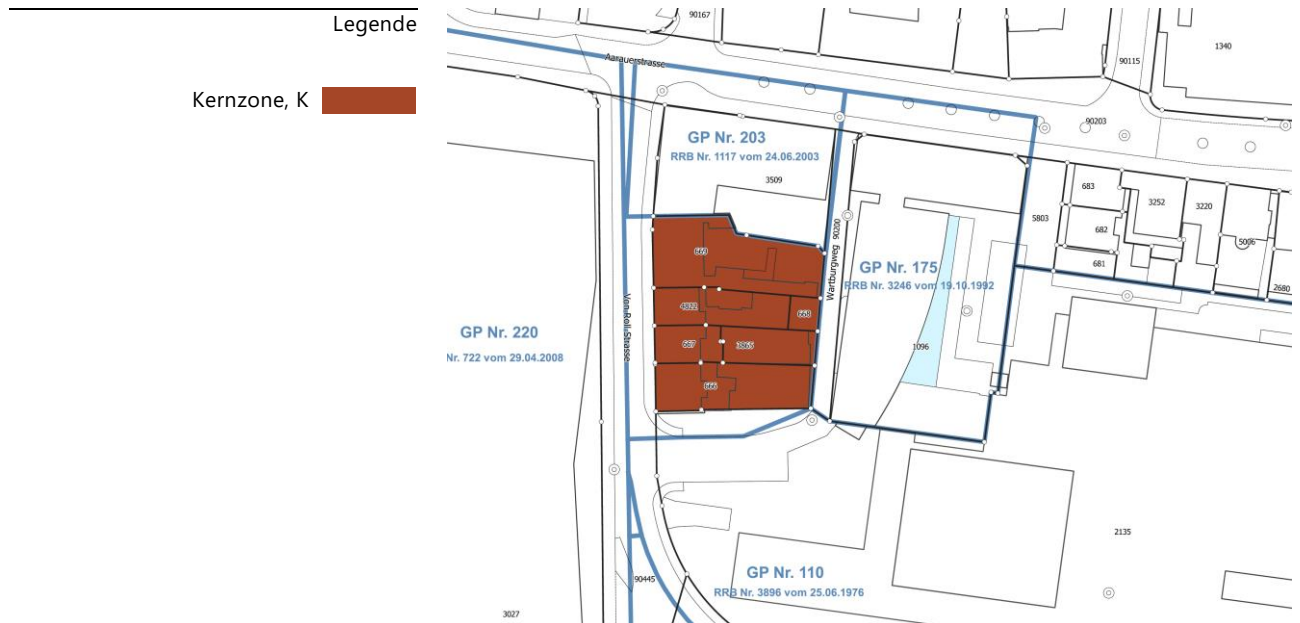 Legende
Kernzone, K
90167
Aarauerstrasse
90115
1340
90203
GP Nr. 203
RRB Nr. 1117 vom 24.06.2003
3509
683
3252
3220
5803
682
5006
681
2680
669
Wartburgweg
90200
GP Nr. 175
RRB Nr. 3246 vom 19.10.1992
668
Von Roll-Strasse
GP Nr. 220
Nr. 722 vom 29.04.2008
667
3865
1096
666
2135
GP Nr. 110
RRB Nr. 3896 vom 25.06.1976
90445
3027